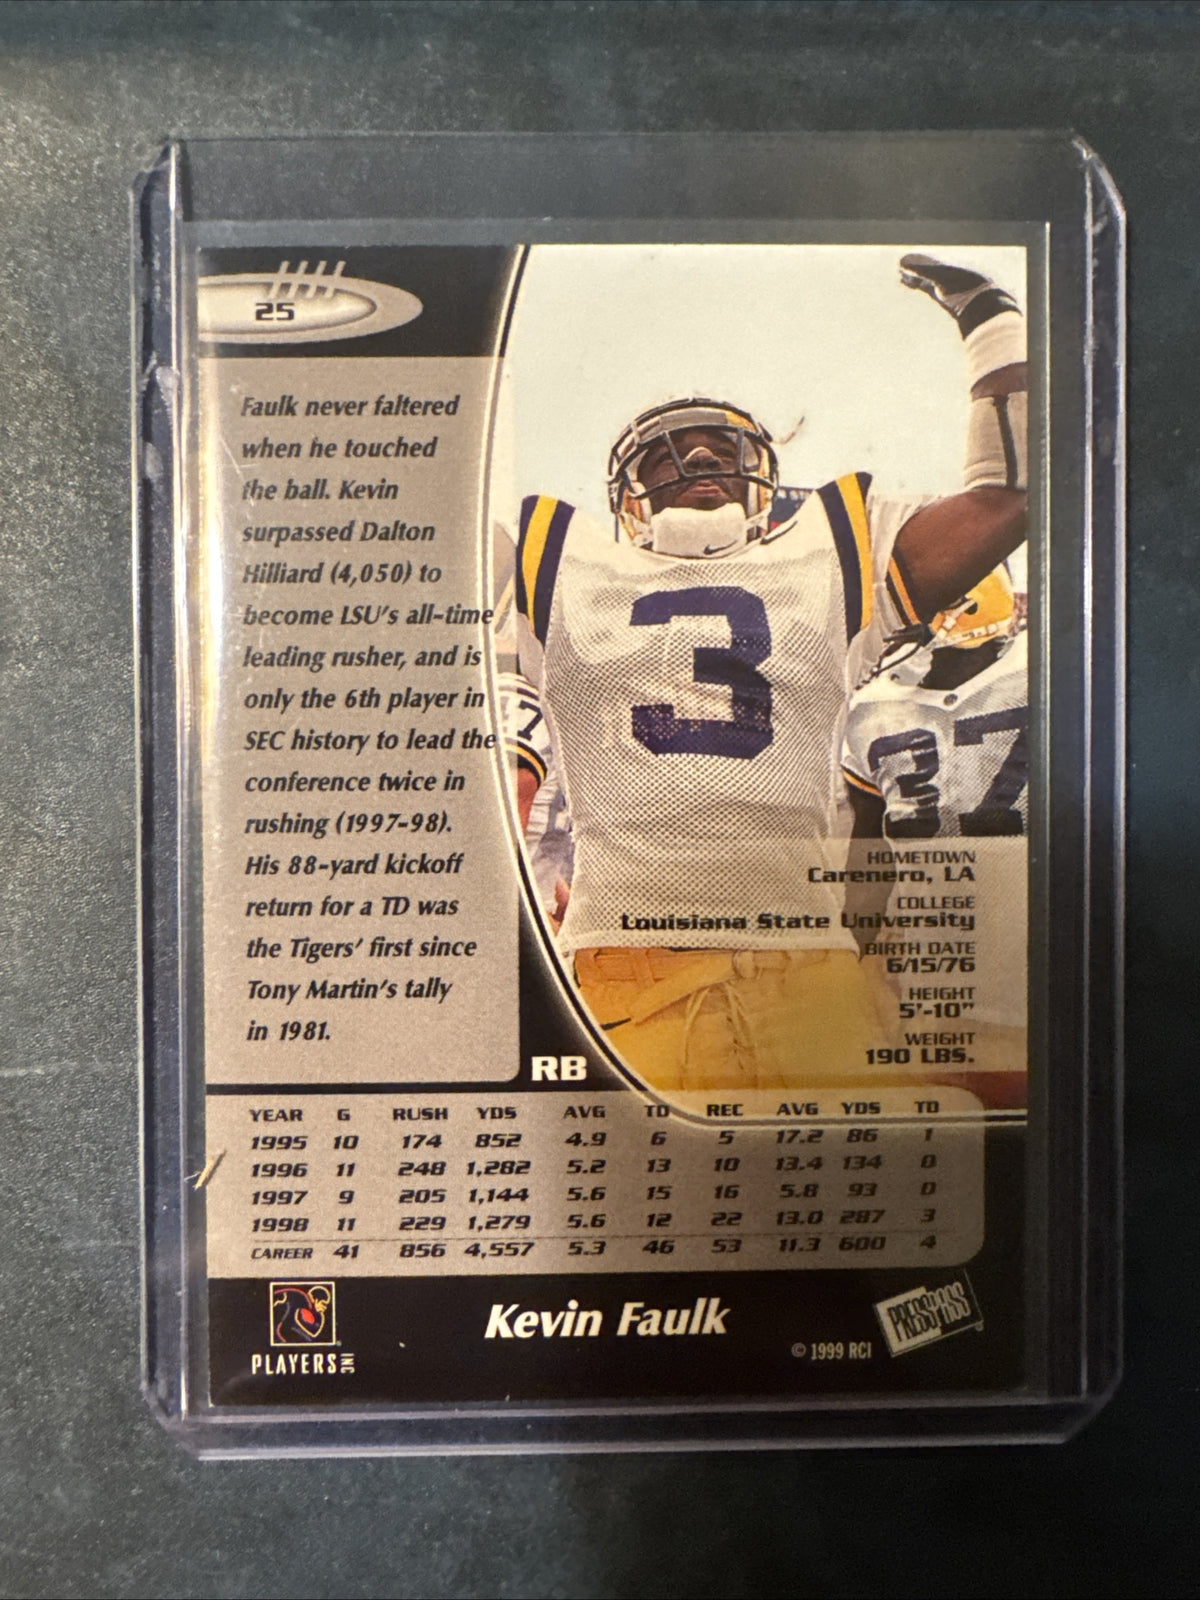 25
Faulk never faltered
when he touched
the ball. Kevin
surpassed Dalton
Hilliard (4,050) to
become LSU's all-time
leading rusher, and is
only the 6th player in
SEC history to lead the
conference twice in
rushing (1997-98).
His 88-yard kickoff
return for a TD was
the Tigers' first since
Tony Martin's tally
in 1981.
3
37
HOMETOWN
Carenero, LA
COLLEGE
Louisiana State University
BIRTH DATE
6/15/76
HEIGHT
5'-10"
WEIGHT
190 LBS.
RB
YEAR G RUSH YDS AVG TD REC AVG YDS TD
1995 10 174 852 4.9 6 5 17.2 86 1
1996 11 248 1,282 5.2 13 10 13.4 134 0
1997 9 205 1,144 5.6 15 16 5.8 93 0
1998 11 229 1,279 5.6 12 22 13.0 287 3
CAREER 41 856 4,557 5.3 46 53 11.3 600 4
PLAYERS INC
Kevin Faulk
© 1999 RCI
PRESS PASS